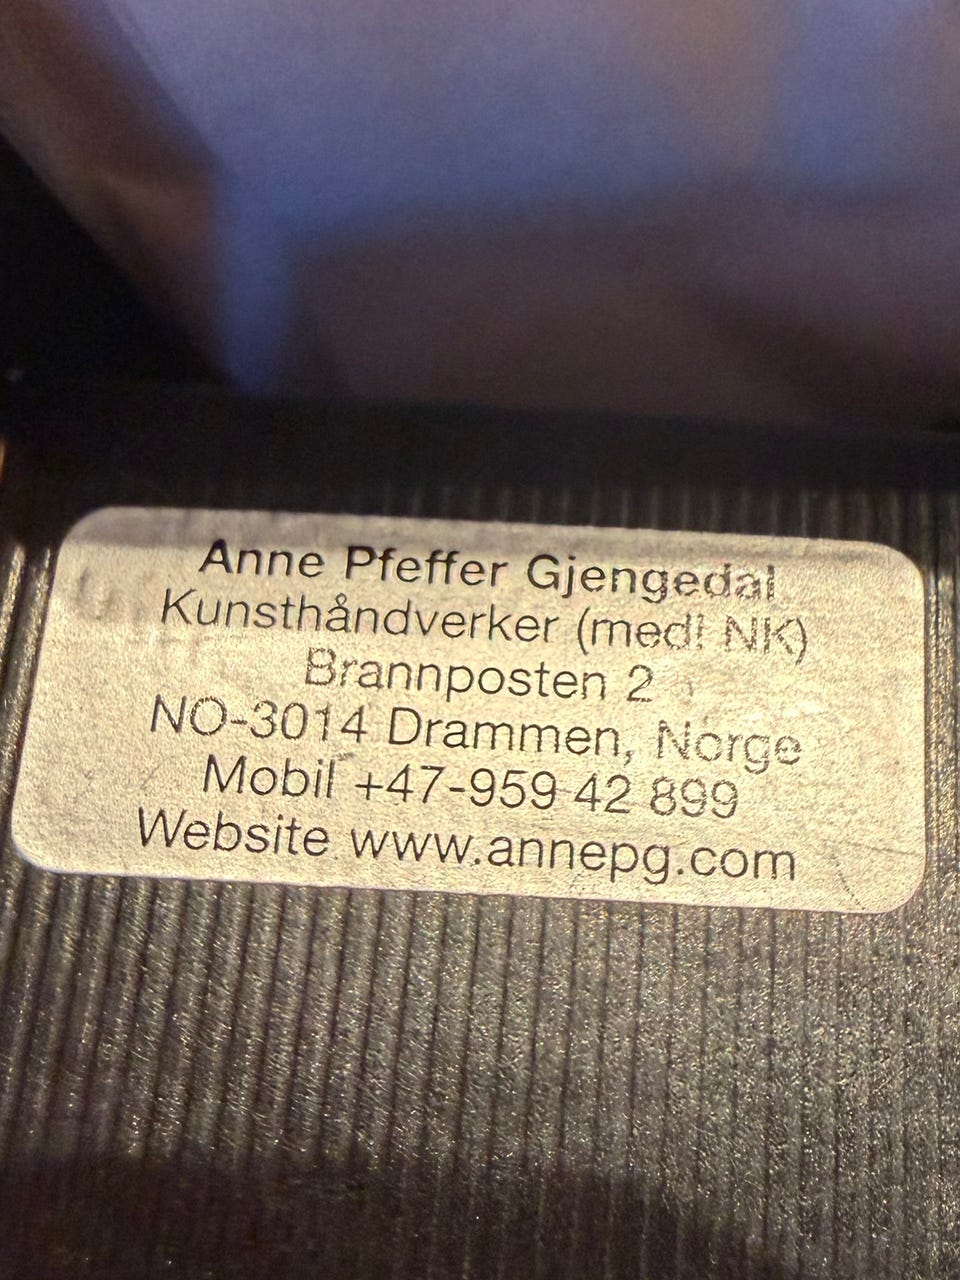 Anne Pfeffer Gjengedal
Kunsthåndverker (medl NK)
Brannposten 2
NO-3014 Drammen, Norge
Mobil +47-959 42 899
Website www.annepg.com